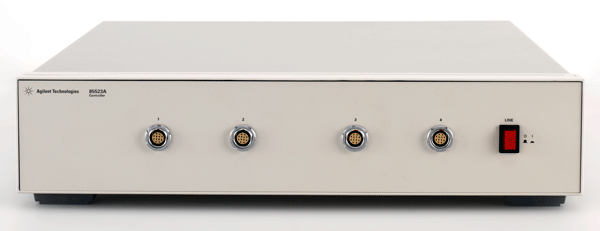 Agilent Technologies 85523A
Controller
1 2 3 4 LINE
O I